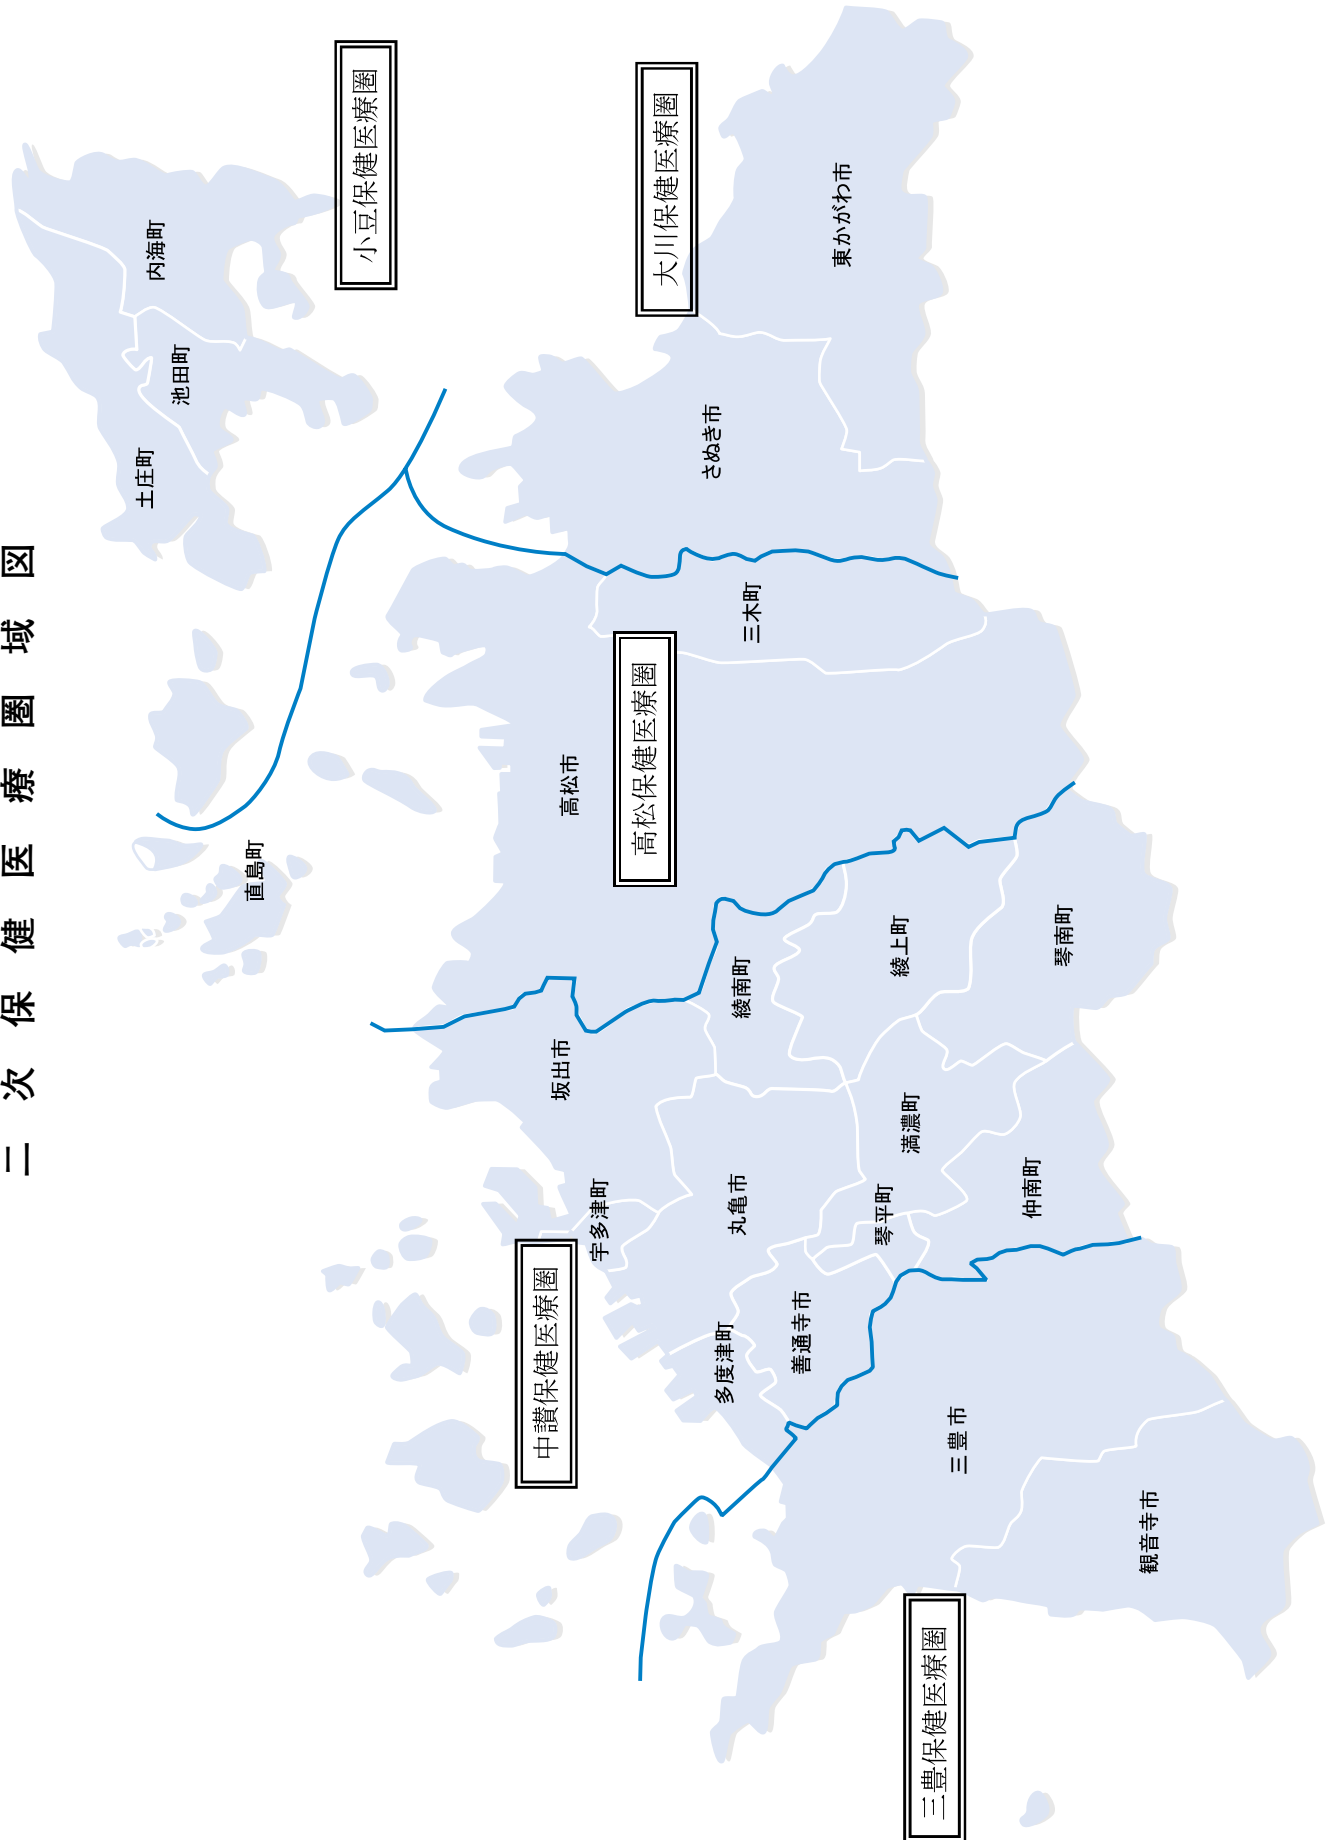 二次保健医療圏域図
小豆保健医療圏
大川保健医療圏
高松保健医療圏
中讃保健医療圏
三豊保健医療圏
内海町
池田町
土庄町
直島町
東かがわ市
さぬき市
三木町
高松市
綾南町
綾上町
琴南町
坂出市
宇多津町
丸亀市
満濃町
琴平町
仲南町
多度津町
善通寺市
三豊市
観音寺市